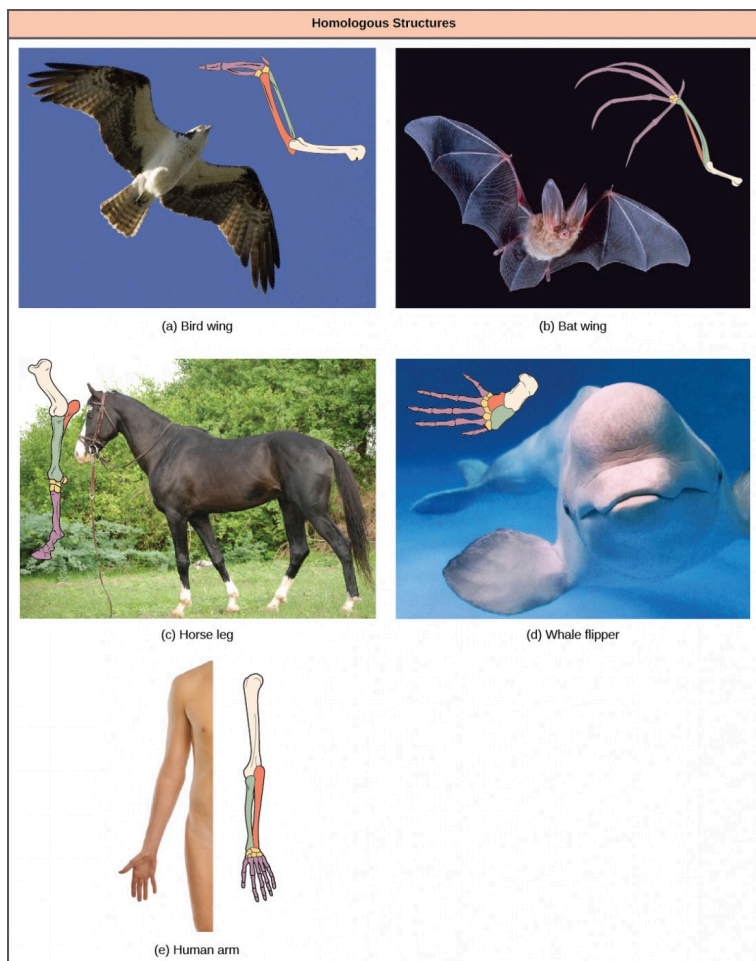 Homologous Structures
(a) Bird wing
(b) Bat wing
(c) Horse leg
(d) Whale flipper
(e) Human arm